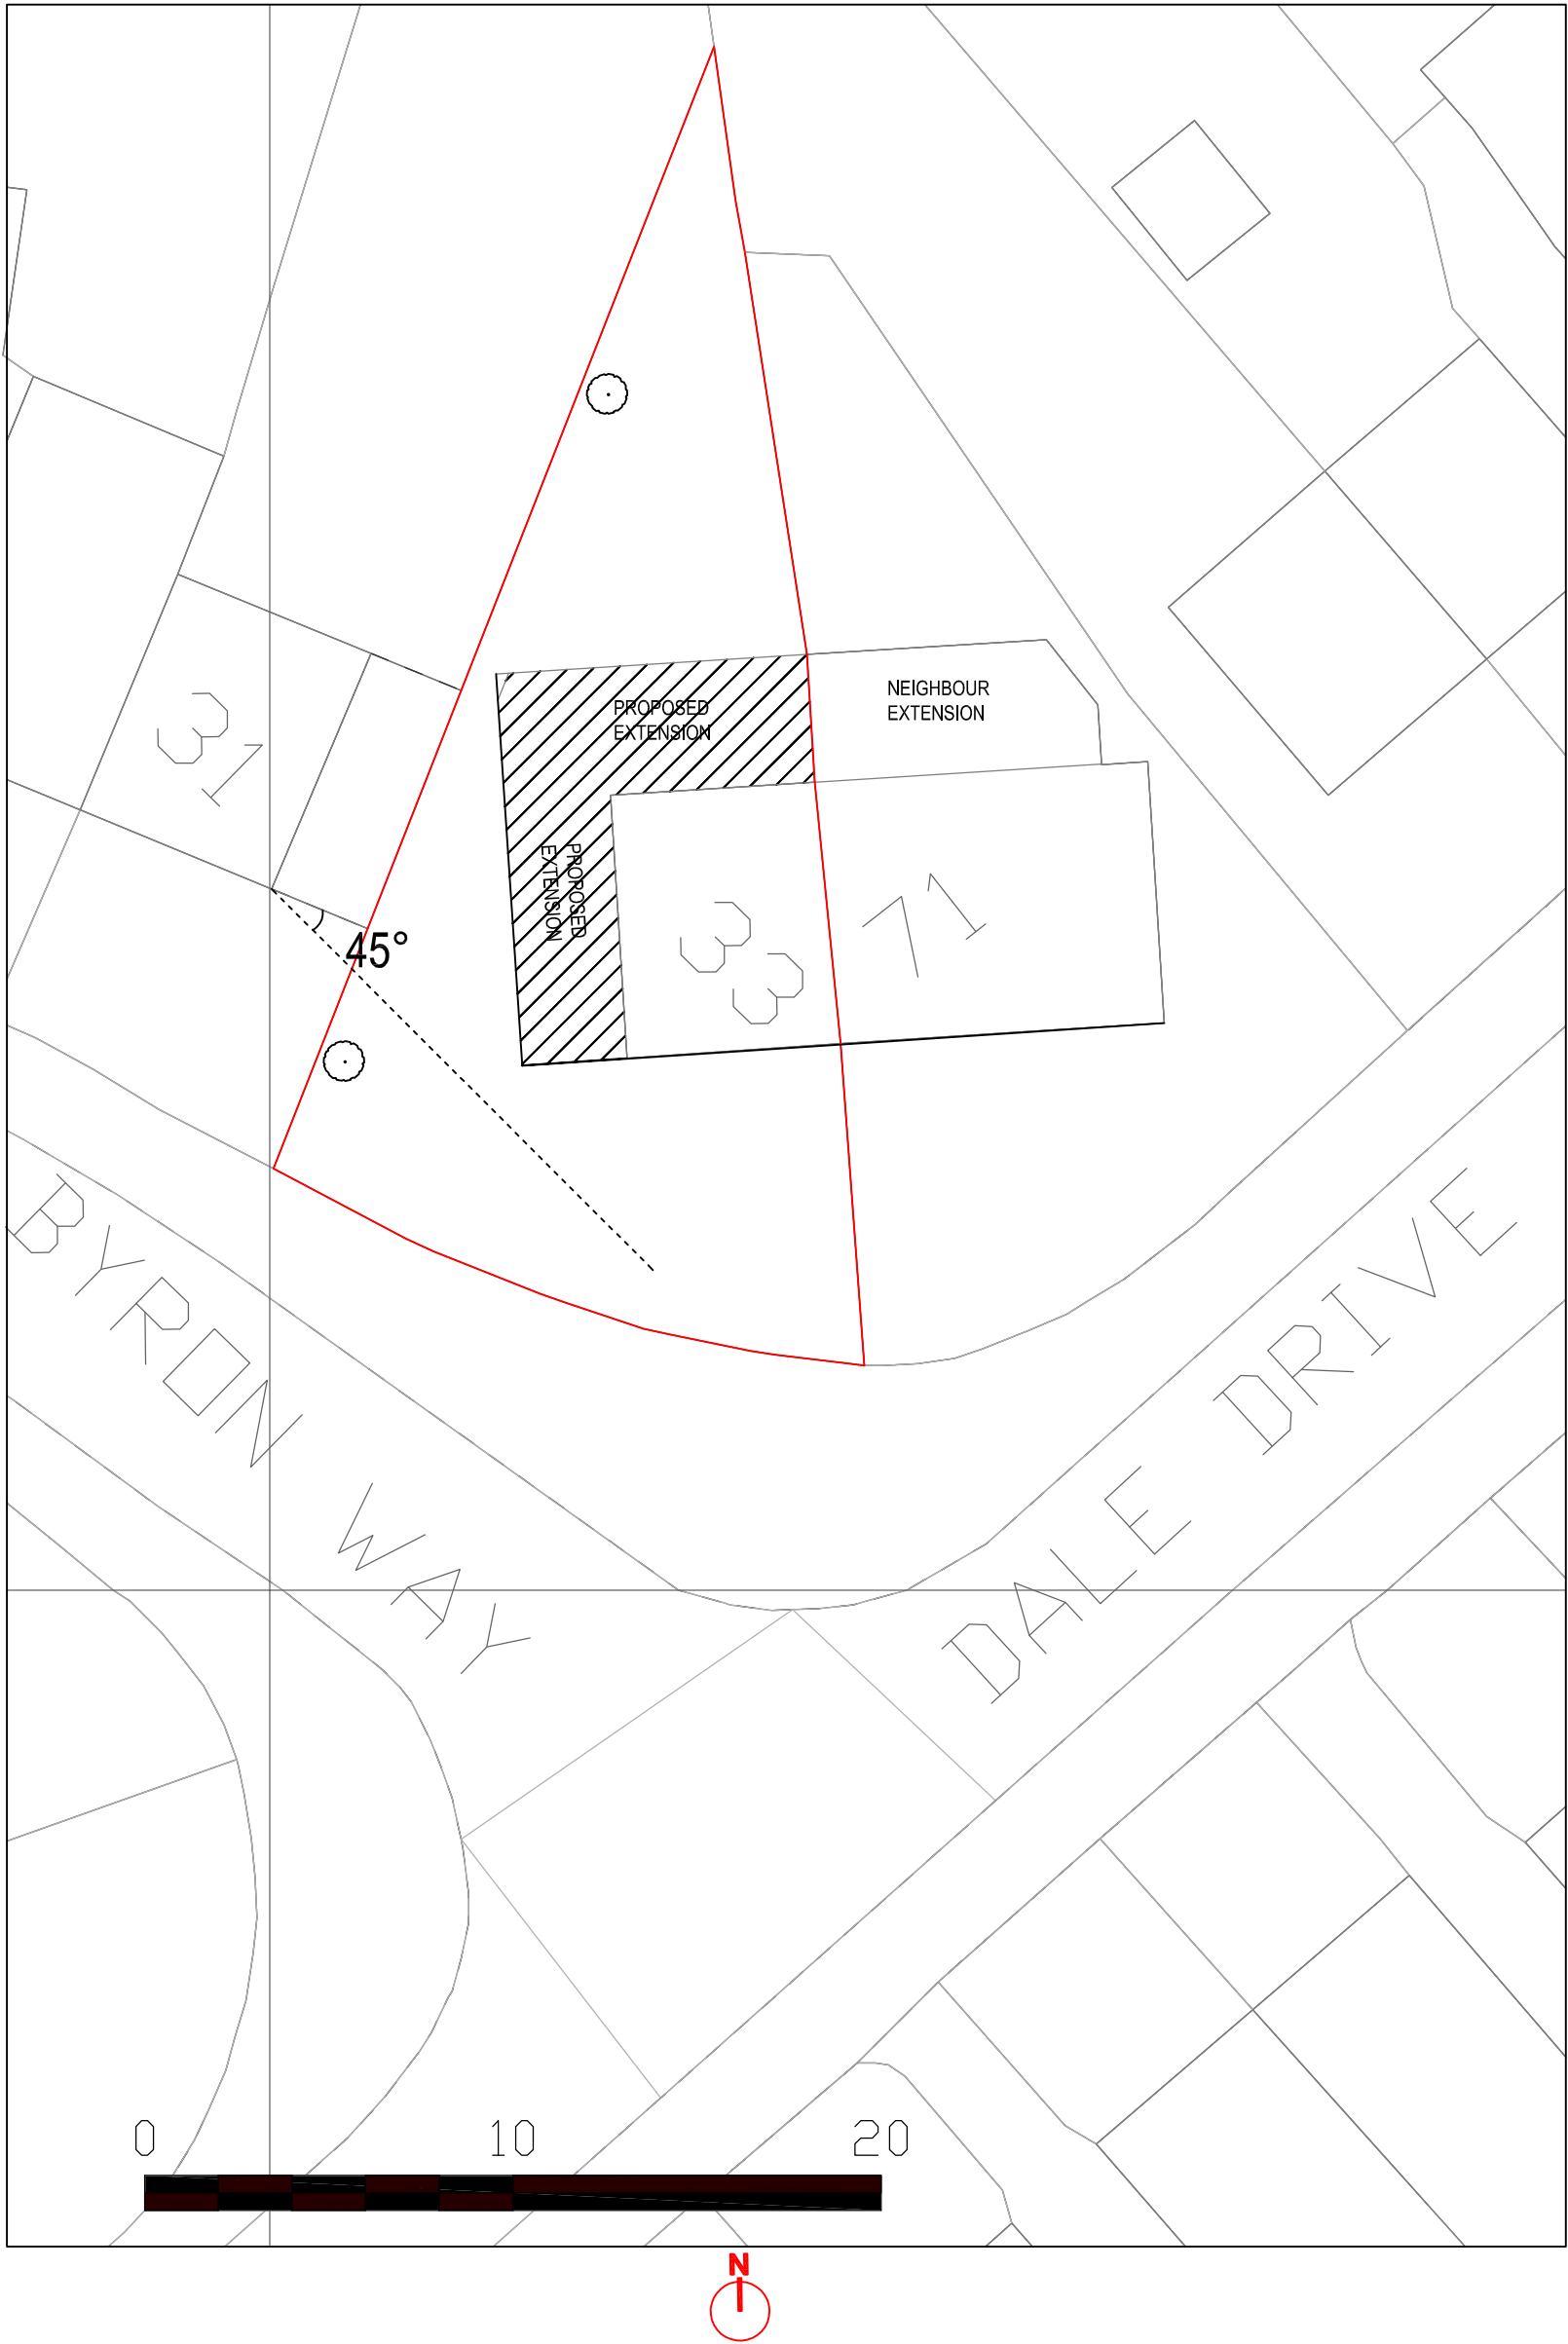 PROPOSED
EXTENSION
NEIGHBOUR
EXTENSION
31
PROPOSED
EXTENSION
33
71
45°
BYRON WAY
DALE DRIVE
0 10 20
N